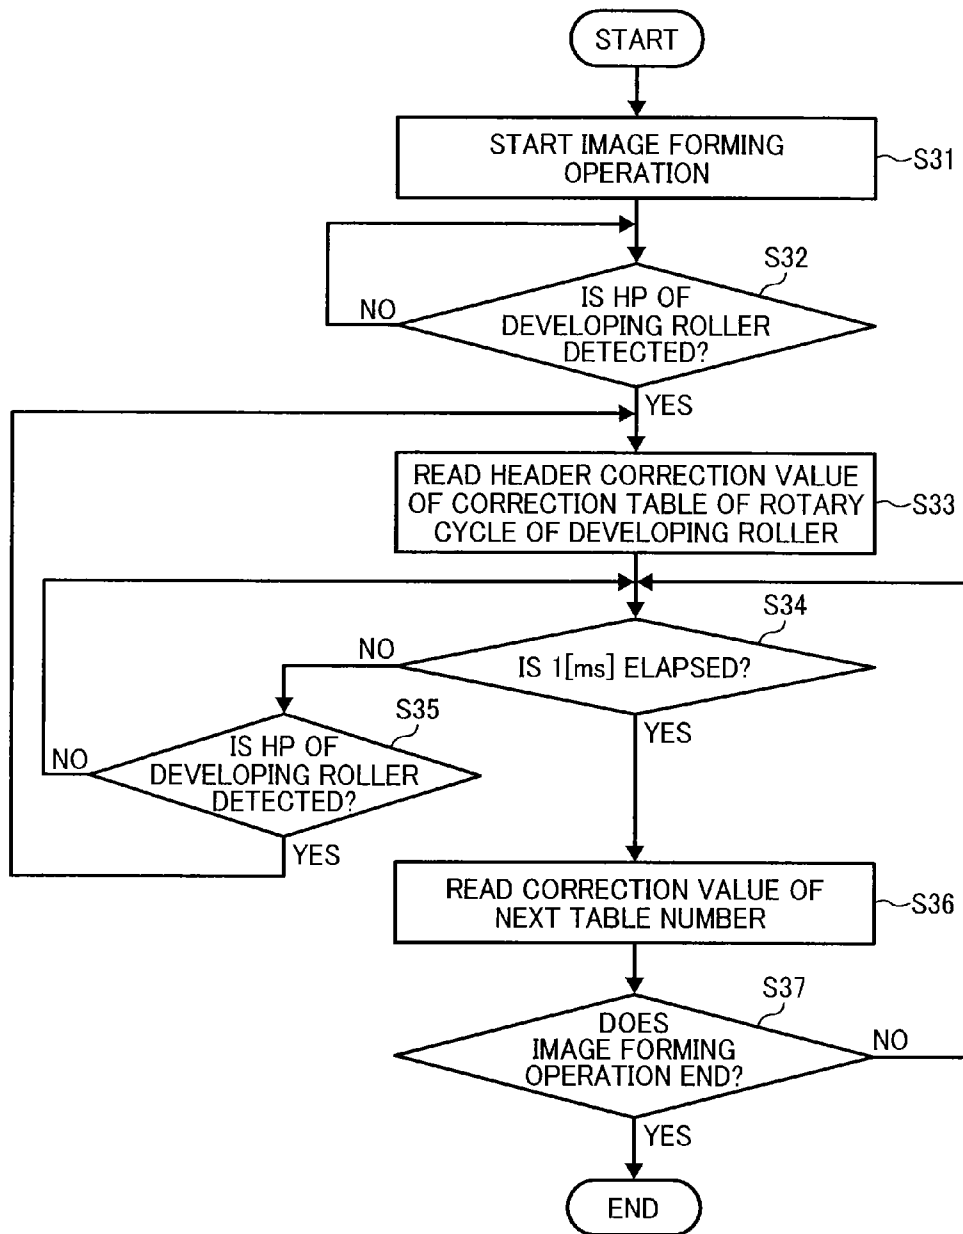 START
START IMAGE FORMING
OPERATION
S31
S32
IS HP OF
DEVELOPING ROLLER
DETECTED?
NO
YES
READ HEADER CORRECTION VALUE
OF CORRECTION TABLE OF ROTARY
CYCLE OF DEVELOPING ROLLER
S33
S34
NO
IS 1[ms] ELAPSED?
YES
S35
NO
IS HP OF
DEVELOPING ROLLER
DETECTED?
YES
READ CORRECTION VALUE OF
NEXT TABLE NUMBER
S36
S37
DOES
IMAGE FORMING
OPERATION END?
NO
YES
END